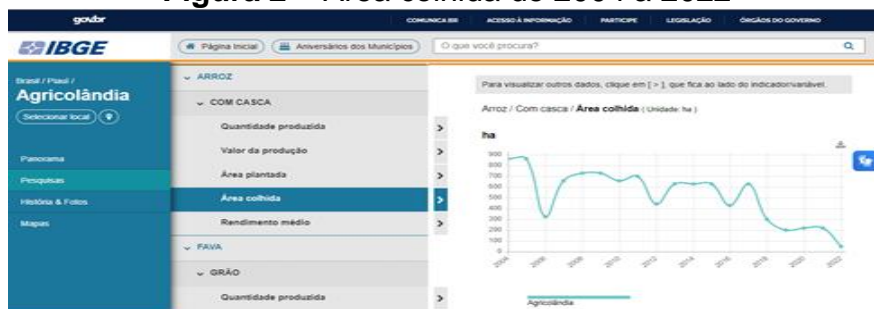 Figura 2 – Área colhida de 2004 a 2022
govbr
COMUNICA BR
ACESSO À INFORMAÇÃO
PARTICIPE
LEGISLAÇÃO
ÓRGÃOS DO GOVERNO
IBGE
Página Inicial
Aniversários dos Municípios
O que você procura?
Brasil / Piauí /
Agricolândia
Selecionar local
Panorama
Pesquisas
História & Fotos
Mapas
ARROZ
COM CASCA
Quantidade produzida >
Valor da produção >
Área plantada >
Área colhida >
Rendimento médio >
FAVA
GRÃO
Quantidade produzida >
Para visualizar outros dados, clique em [ > ], que fica ao lado do indicador/variável.
Arroz / Com casca / Área colhida ( Unidade: ha )
ha
900
800
700
600
500
400
300
200
100
0
2004 2006 2008 2010 2012 2014 2016 2018 2020 2022
Agricolândia